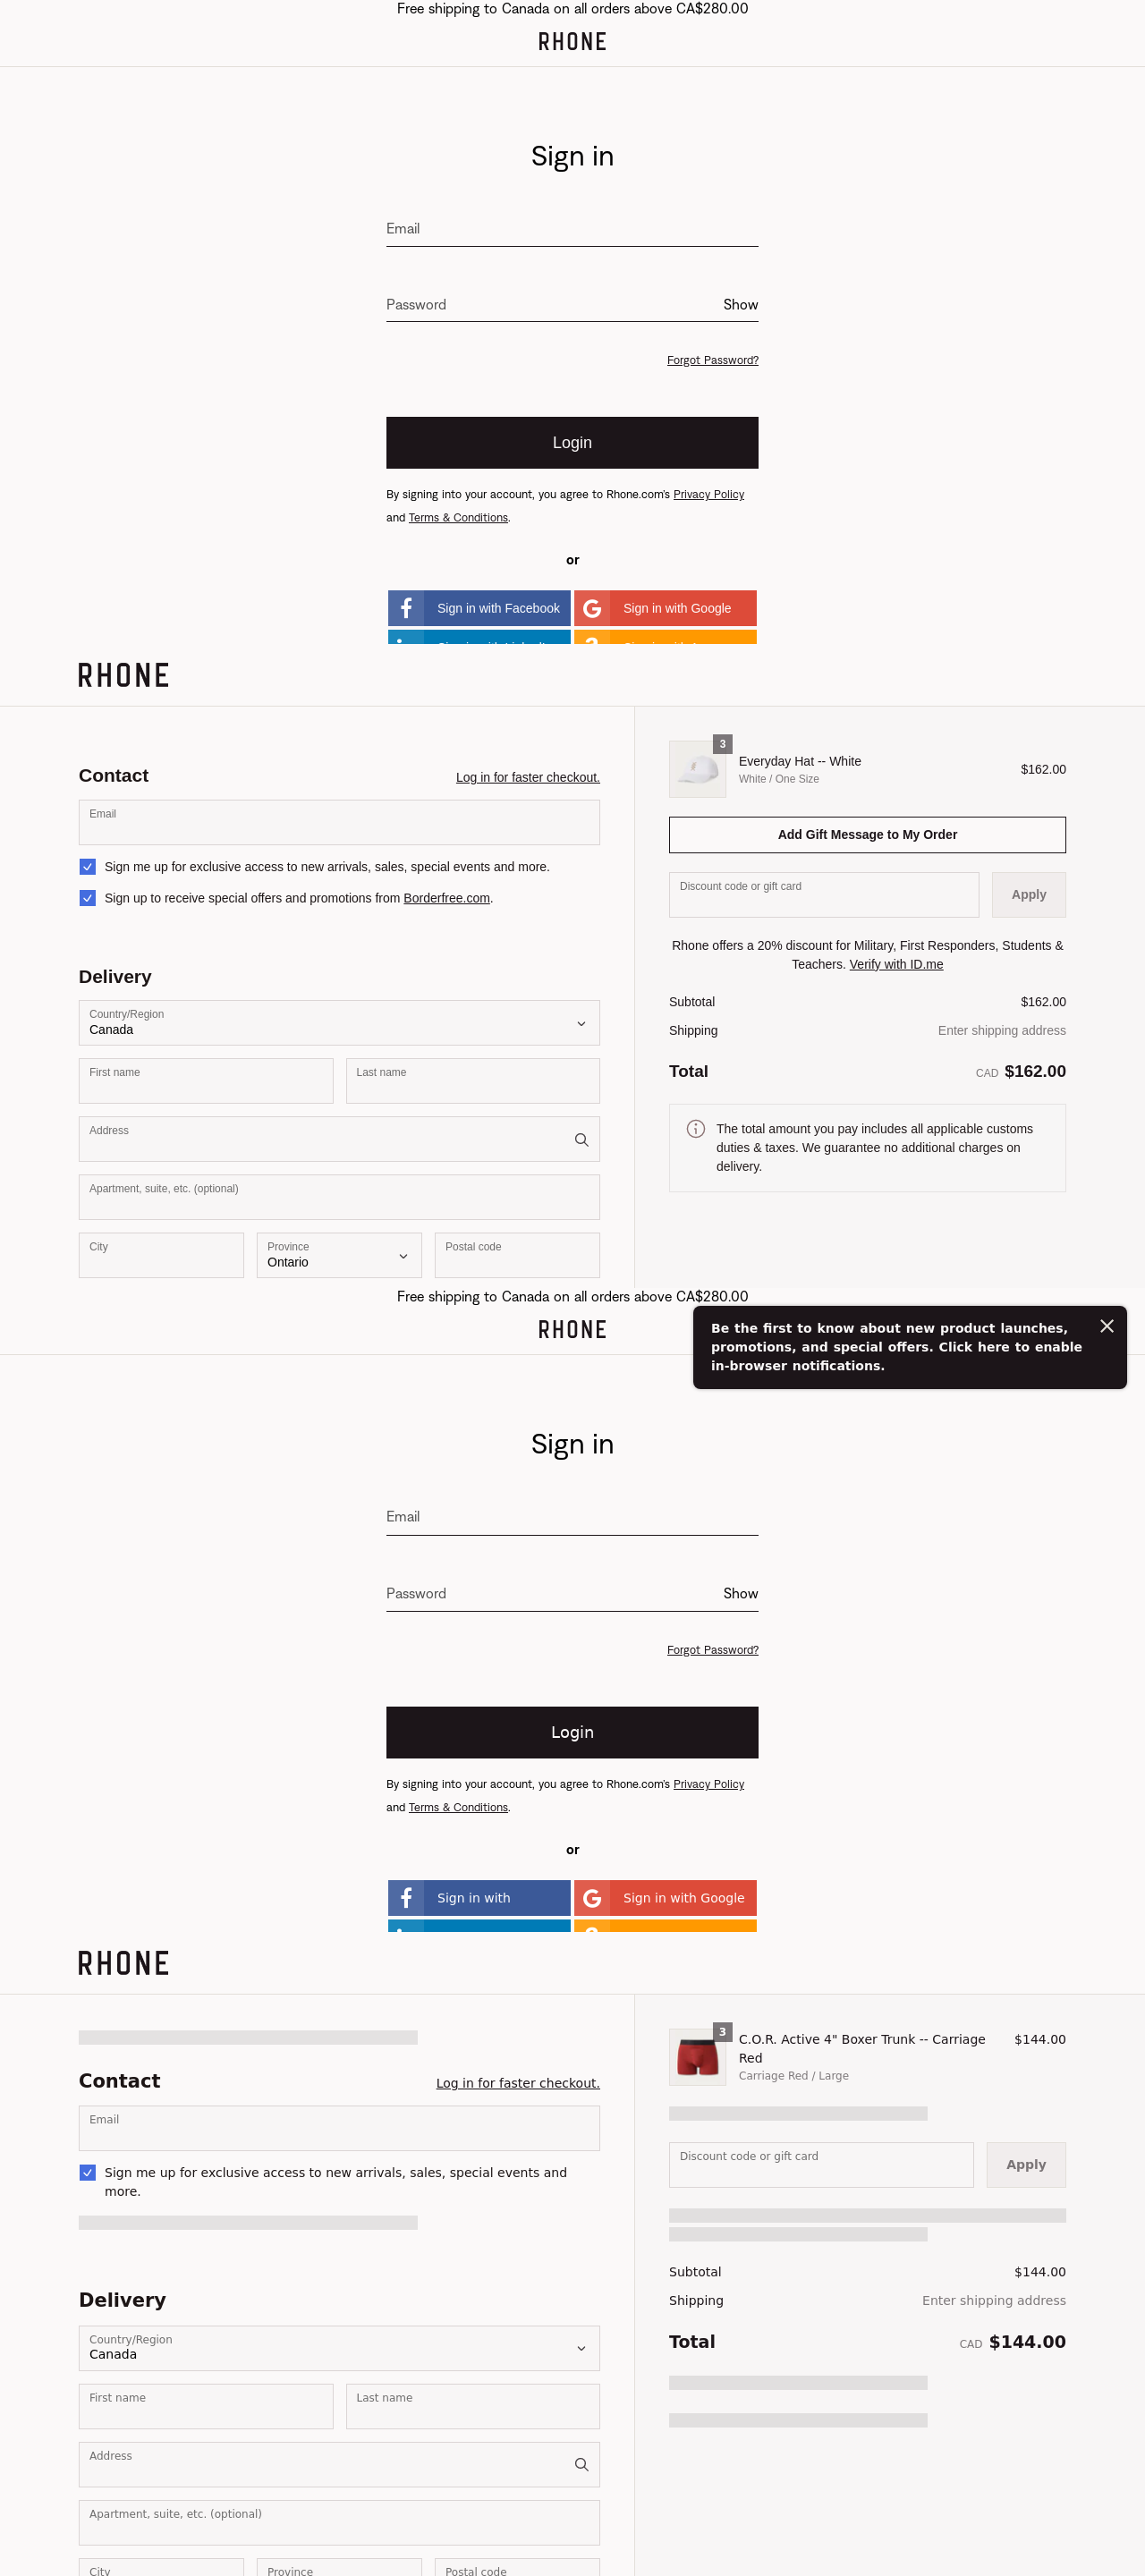 Free shipping to Canada on all orders above CA$280.00
RHONE
Sign in
Email
Password
Show
Forgot Password?
Login
By signing into your account, you agree to Rhone.com's Privacy Policy
and Terms & Conditions.
or
Sign in with Facebook
Sign in with Google
RHONE
Contact
Log in for faster checkout.
Email
Sign me up for exclusive access to new arrivals, sales, special events and more.
Sign up to receive special offers and promotions from Borderfree.com.
Delivery
Country/Region
Canada
First name
Last name
Address
Apartment, suite, etc. (optional)
City
Province
Ontario
Postal code
3
Everyday Hat -- White
White / One Size
$162.00
Add Gift Message to My Order
Discount code or gift card
Apply
Rhone offers a 20% discount for Military, First Responders, Students &
Teachers. Verify with ID.me
Subtotal
$162.00
Shipping
Enter shipping address
Total
CAD $162.00
The total amount you pay includes all applicable customs
duties & taxes. We guarantee no additional charges on
delivery.
Free shipping to Canada on all orders above CA$280.00
RHONE
Be the first to know about new product launches,
promotions, and special offers. Click here to enable
in-browser notifications.
Sign in
Email
Password
Show
Forgot Password?
Login
By signing into your account, you agree to Rhone.com's Privacy Policy
and Terms & Conditions.
or
Sign in with
Sign in with Google
RHONE
Contact
Log in for faster checkout.
Email
Sign me up for exclusive access to new arrivals, sales, special events and
more.
Delivery
Country/Region
Canada
First name
Last name
Address
Apartment, suite, etc. (optional)
City
Province
Postal code
3
C.O.R. Active 4" Boxer Trunk -- Carriage
Red
Carriage Red / Large
$144.00
Discount code or gift card
Apply
Subtotal
$144.00
Shipping
Enter shipping address
Total
CAD $144.00